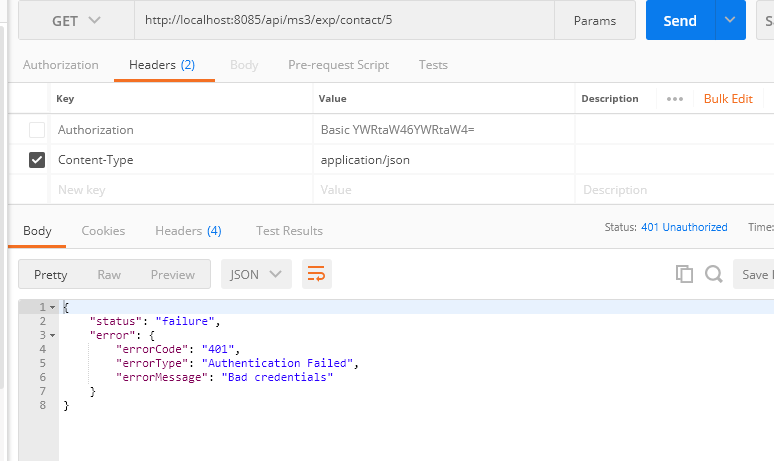 GET http://localhost:8085/api/ms3/exp/contact/5 Params Send
Authorization Headers (2) Body Pre-request Script Tests
Key Value Description Bulk Edit
Authorization Basic YWRtaW46YWRtaW4=
Content-Type application/json
New key Value Description
Body Cookies Headers (4) Test Results Status: 401 Unauthorized Time:
Pretty Raw Preview JSON Save
1 {
2 "status": "failure",
3 "error": {
4 "errorCode": "401",
5 "errorType": "Authentication Failed",
6 "errorMessage": "Bad credentials"
7 }
8 }